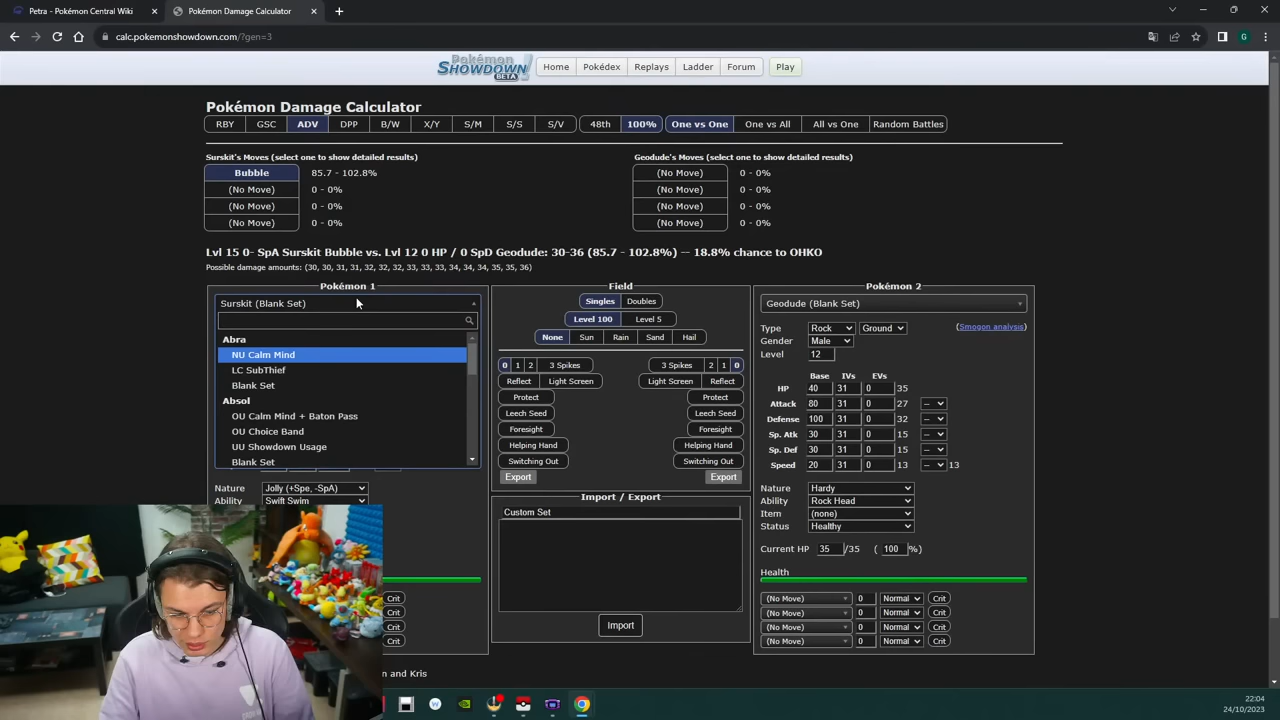 Petra - Pokémon Central Wiki
Pokémon Damage Calculator
calc.pokemonshowdown.com/?gen=3
G
Pokémon
SHOWDOWN
BETA
Home
Pokédex
Replays
Ladder
Forum
Play
Pokémon Damage Calculator
RBY GSC ADV DPP B/W X/Y S/M S/S S/V 48th 100% One vs One One vs All All vs One Random Battles
Surskit's Moves (select one to show detailed results)
Bubble 85.7 - 102.8%
(No Move) 0 - 0%
(No Move) 0 - 0%
(No Move) 0 - 0%
Geodude's Moves (select one to show detailed results)
(No Move) 0 - 0%
(No Move) 0 - 0%
(No Move) 0 - 0%
(No Move) 0 - 0%
Lvl 15 0- SpA Surskit Bubble vs. Lvl 12 0 HP / 0 SpD Geodude: 30-36 (85.7 - 102.8%) -- 18.8% chance to OHKO
Possible damage amounts: (30, 30, 31, 31, 32, 32, 32, 33, 33, 33, 34, 34, 34, 35, 35, 36)
Pokémon 1
Surskit (Blank Set)
Abra
NU Calm Mind
LC SubThief
Blank Set
Absol
OU Calm Mind + Baton Pass
OU Choice Band
UU Showdown Usage
Blank Set
Nature Jolly (+Spe, -SpA)
Ability Swift Swim
Crit
Crit
Crit
Crit
Field
Singles Doubles
Level 100 Level 5
None Sun Rain Sand Hail
0 1 2 3 Spikes 3 Spikes 2 1 0
Reflect Light Screen Light Screen Reflect
Protect Protect
Leech Seed Leech Seed
Foresight Foresight
Helping Hand Helping Hand
Switching Out Switching Out
Export Export
Import / Export
Custom Set
Import
Pokémon 2
Geodude (Blank Set)
Type Rock Ground (Smogon analysis)
Gender Male
Level 12
Base IVs EVs
HP 40 31 0 35
Attack 80 31 0 27 --
Defense 100 31 0 32 --
Sp. Atk 30 31 0 15 --
Sp. Def 30 31 0 15 --
Speed 20 31 0 13 -- 13
Nature Hardy
Ability Rock Head
Item (none)
Status Healthy
Current HP 35 /35 ( 100 %)
Health
(No Move) 0 Normal Crit
(No Move) 0 Normal Crit
(No Move) 0 Normal Crit
(No Move) 0 Normal Crit
and Kris
22:04
24/10/2023